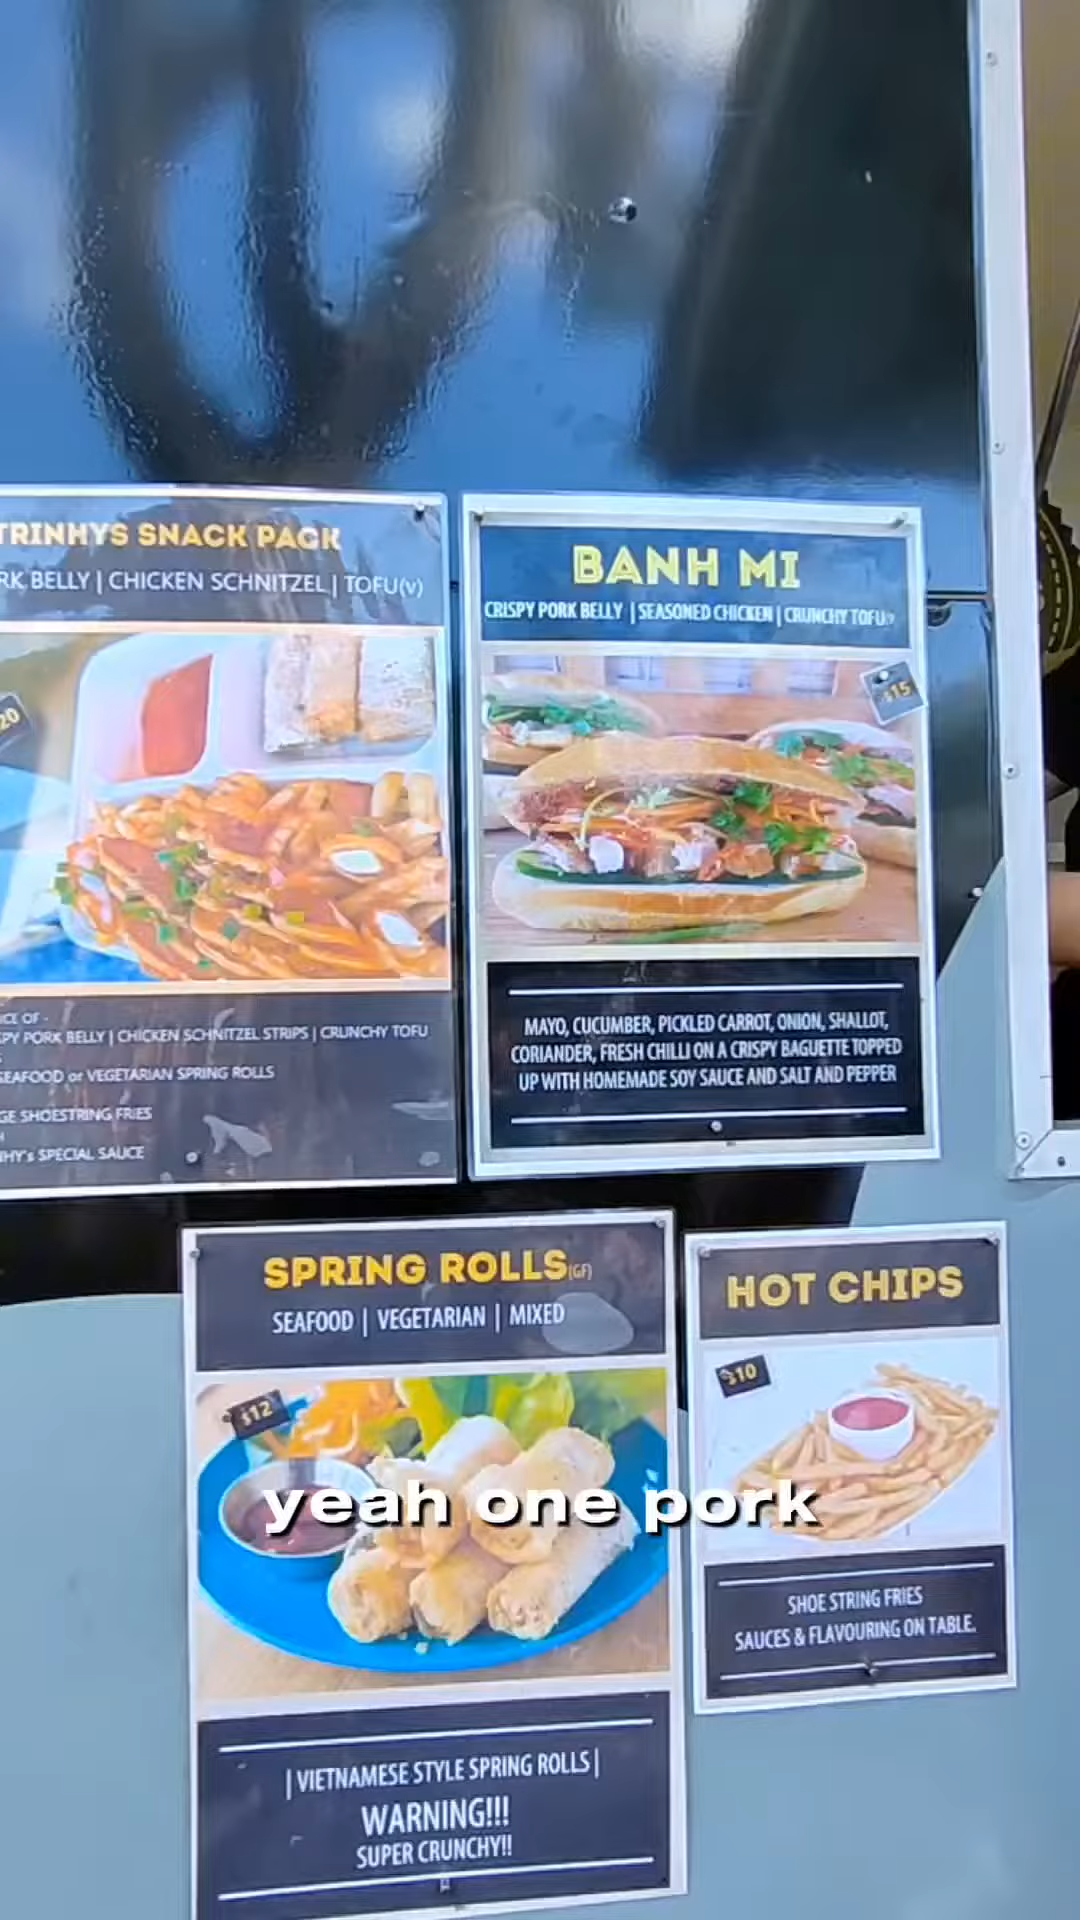 TRINHYS SNACK PACK
RK BELLY | CHICKEN SCHNITZEL | TOFU(v)
20
ICE OF -
SPY PORK BELLY | CHICKEN SCHNITZEL STRIPS | CRUNCHY TOFU
SEAFOOD or VEGETARIAN SPRING ROLLS
GE SHOESTRING FRIES
HY's SPECIAL SAUCE
BANH MI
CRISPY PORK BELLY | SEASONED CHICKEN | CRUNCHY TOFU
$15
MAYO, CUCUMBER, PICKLED CARROT, ONION, SHALLOT,
CORIANDER, FRESH CHILLI ON A CRISPY BAGUETTE TOPPED
UP WITH HOMEMADE SOY SAUCE AND SALT AND PEPPER
SPRING ROLLS(GF)
SEAFOOD | VEGETARIAN | MIXED
$12
| VIETNAMESE STYLE SPRING ROLLS |
WARNING!!!
SUPER CRUNCHY!!
HOT CHIPS
$10
SHOE STRING FRIES
SAUCES & FLAVOURING ON TABLE.
yeah one pork